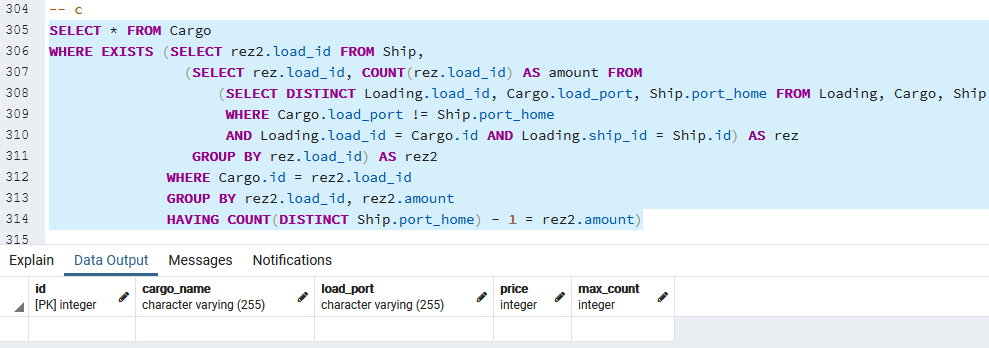 304 -- c
305 SELECT * FROM Cargo
306 WHERE EXISTS (SELECT rez2.load_id FROM Ship,
307 (SELECT rez.load_id, COUNT(rez.load_id) AS amount FROM
308 (SELECT DISTINCT Loading.load_id, Cargo.load_port, Ship.port_home FROM Loading, Cargo, Ship
309 WHERE Cargo.load_port != Ship.port_home
310 AND Loading.load_id = Cargo.id AND Loading.ship_id = Ship.id) AS rez
311 GROUP BY rez.load_id) AS rez2
312 WHERE Cargo.id = rez2.load_id
313 GROUP BY rez2.load_id, rez2.amount
314 HAVING COUNT(DISTINCT Ship.port_home) - 1 = rez2.amount)
315
Explain Data Output Messages Notifications
id cargo_name load_port price max_count
[PK] integer character varying (255) character varying (255) integer integer